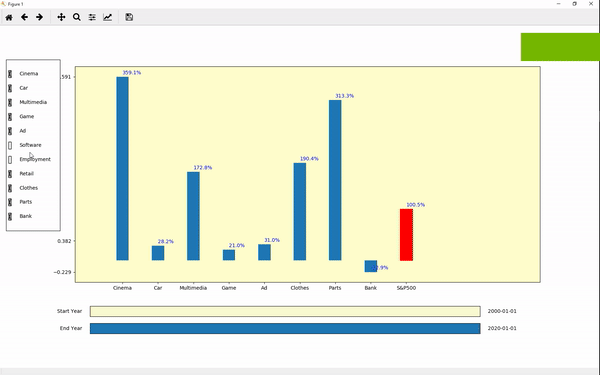 Figure 1
Cinema
Car
Multimedia
Game
Ad
Software
Employment
Retail
Clothes
Parts
Bank
.591
0.382
−0.229
359.1%
28.2%
172.8%
21.0%
31.0%
190.4%
313.3%
.9%
100.5%
Cinema Car Multimedia Game Ad Clothes Parts Bank S&P500
Start Year 2000-01-01
End Year 2020-01-01